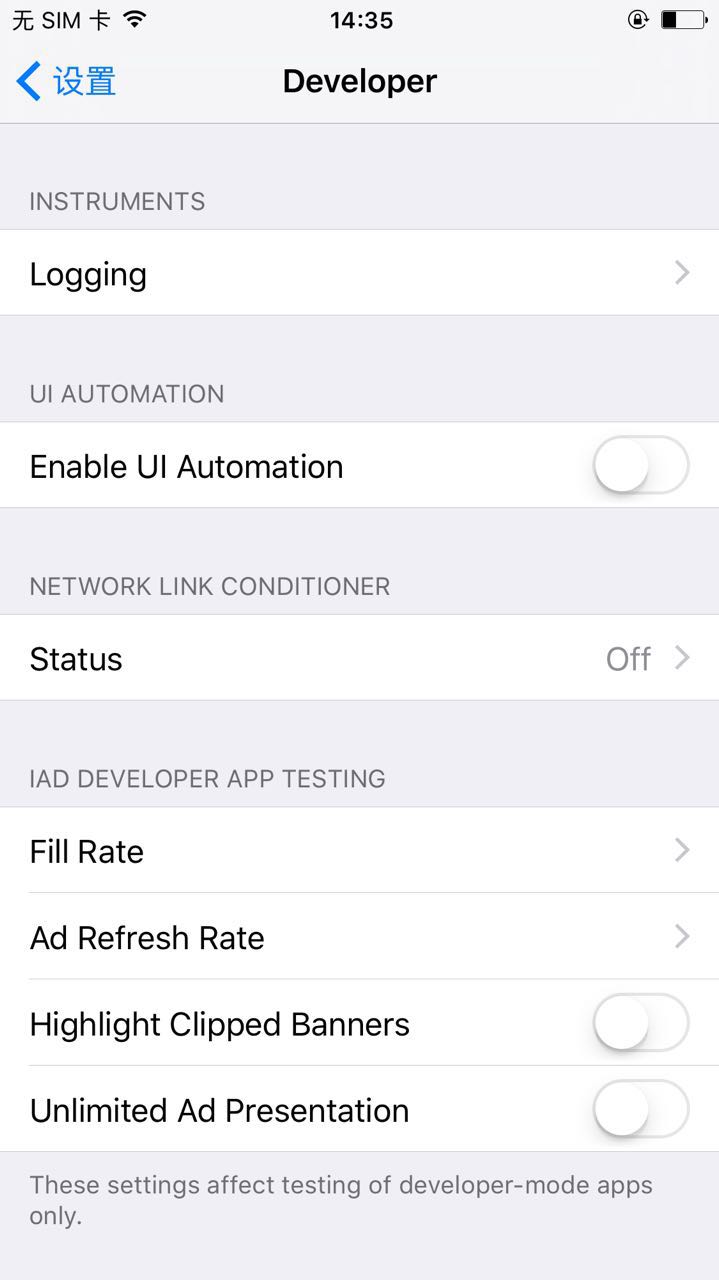 无 SIM 卡
14:35
设置
Developer
INSTRUMENTS
Logging
UI AUTOMATION
Enable UI Automation
NETWORK LINK CONDITIONER
Status
Off
IAD DEVELOPER APP TESTING
Fill Rate
Ad Refresh Rate
Highlight Clipped Banners
Unlimited Ad Presentation
These settings affect testing of developer-mode apps
only.